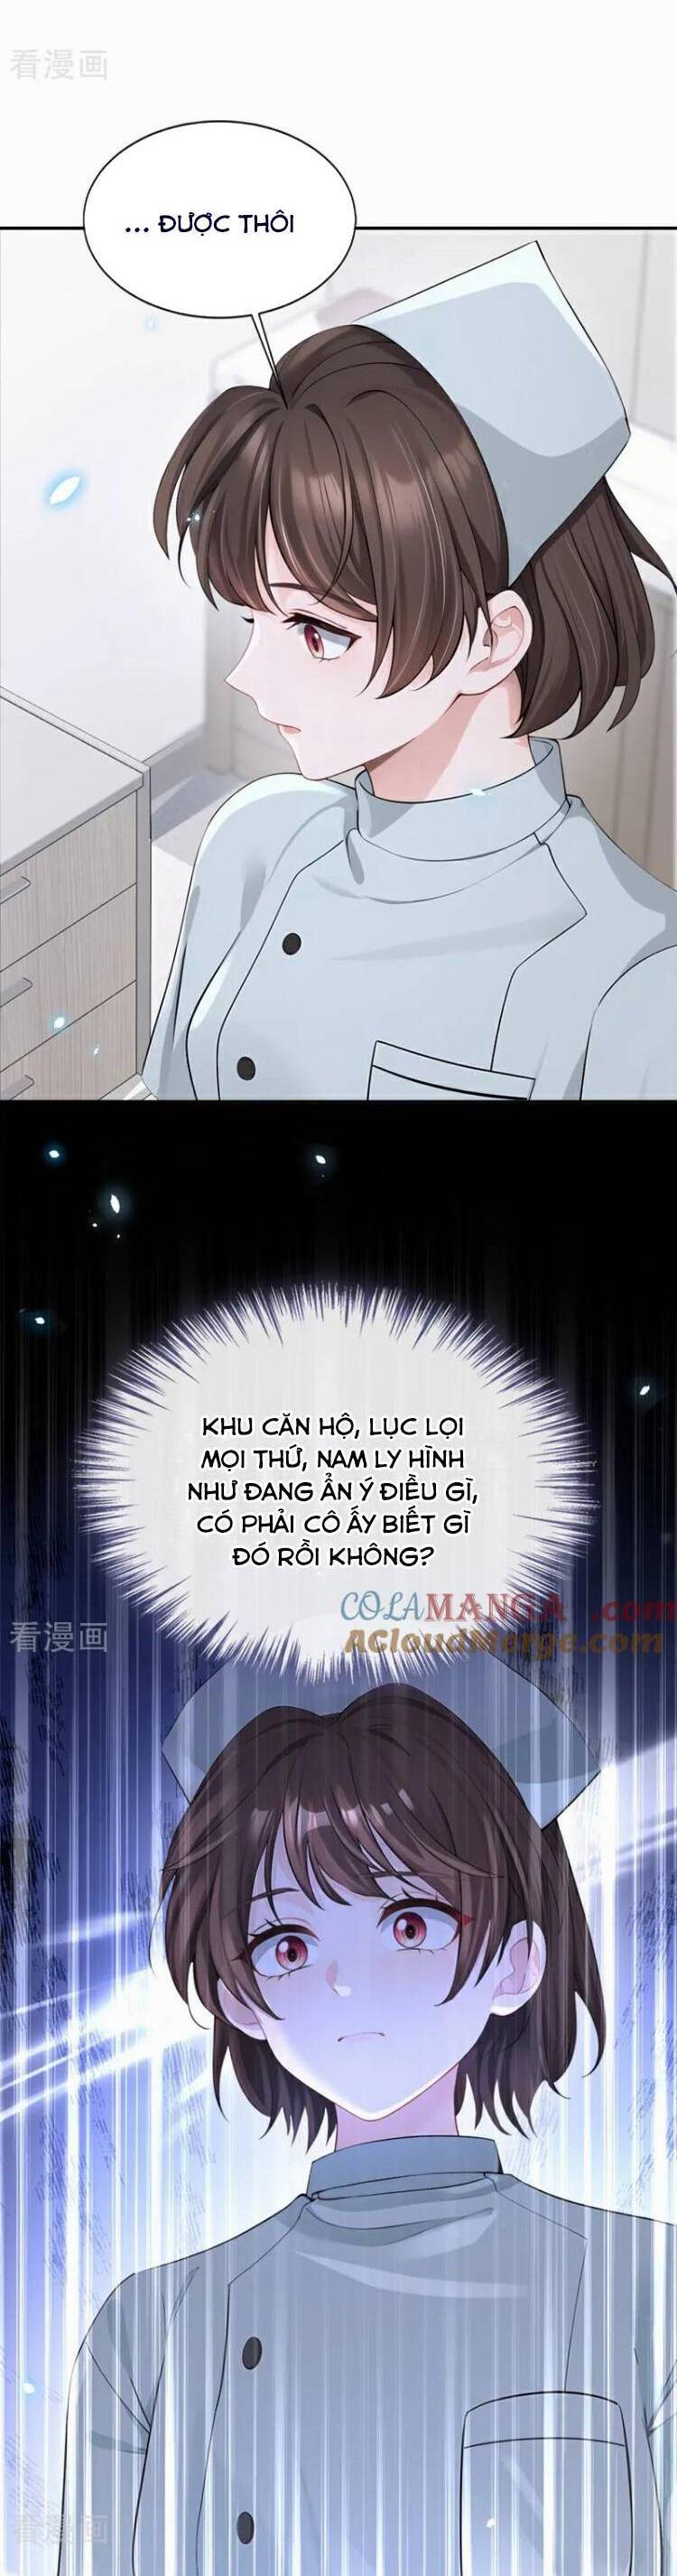 看漫画
... ĐƯỢC THÔI
KHU CĂN HỘ, LỤC LỌI
MỌI THỨ, NAM LY HÌNH
NHƯ ĐANG ẨN Ý ĐIỀU GÌ,
CÓ PHẢI CÔ ẤY BIẾT GÌ
ĐÓ RỒI KHÔNG?
COLAMANGA.com
看漫画
ACloudMerge.com
看漫画